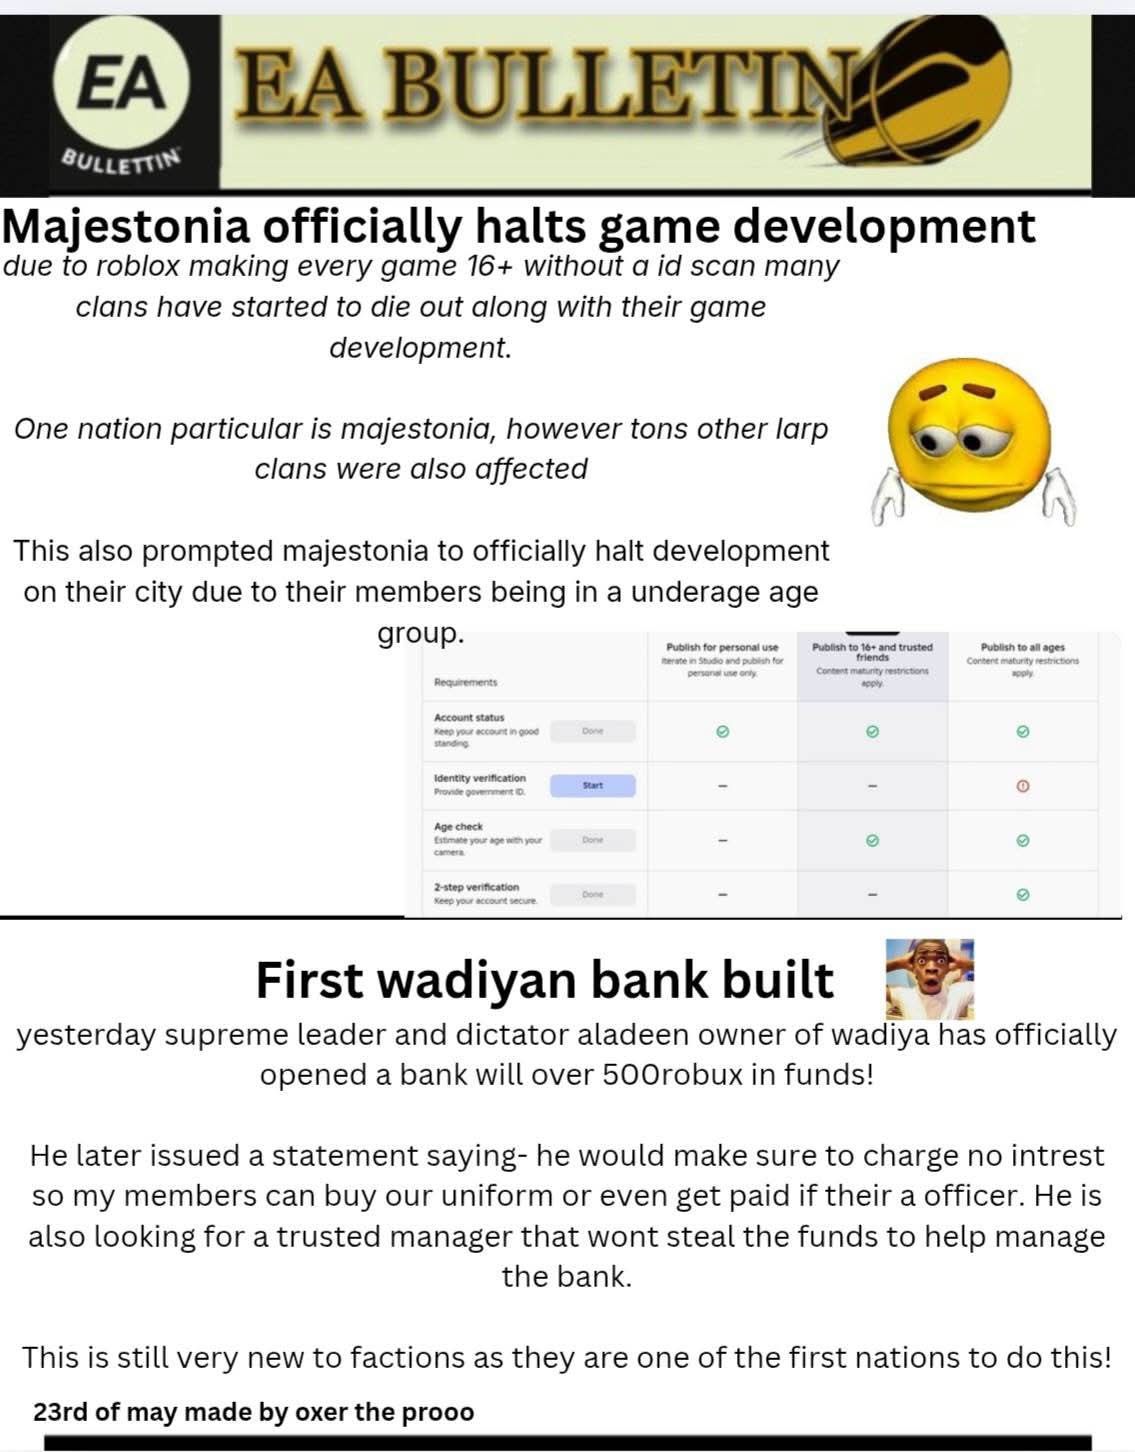 EA
BULLETTIN
EA BULLETIN
Majestonia officially halts game development
due to roblox making every game 16+ without a id scan many
clans have started to die out along with their game
development.
One nation particular is majestonia, however tons other larp
clans were also affected
This also prompted majestonia to officially halt development
on their city due to their members being in a underage age
group.
Requirements
Publish for personal use
Iterate in Studio and publish for
personal use only.
Publish to 16+ and trusted
friends
Content maturity restrictions
apply.
Publish to all ages
Content maturity restrictions
apply.
Account status
Keep your account in good
standing.
Done
Identity verification
Provide government ID.
Start
Age check
Estimate your age with your
camera.
Done
2-step verification
Keep your account secure.
Done
First wadiyan bank built
yesterday supreme leader and dictator aladeen owner of wadiya has officially
opened a bank will over 500robux in funds!
He later issued a statement saying- he would make sure to charge no intrest
so my members can buy our uniform or even get paid if their a officer. He is
also looking for a trusted manager that wont steal the funds to help manage
the bank.
This is still very new to factions as they are one of the first nations to do this!
23rd of may made by oxer the prooo